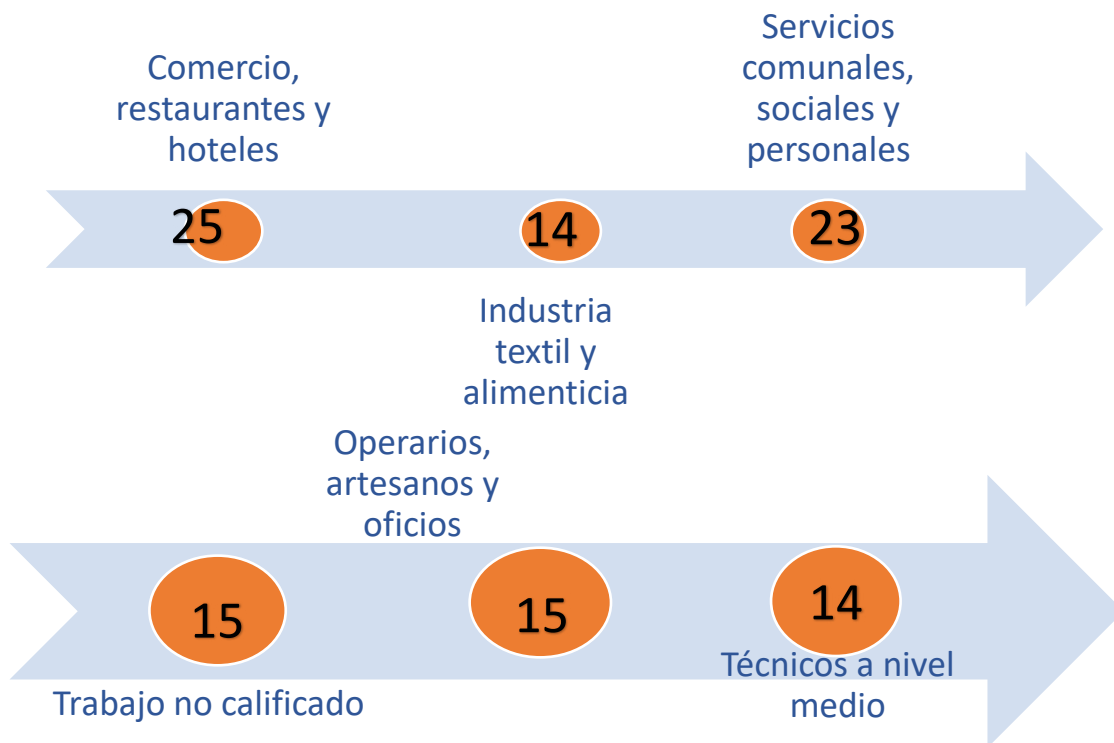 Comercio,
restaurantes y
hoteles
Servicios
comunales,
sociales y
personales
25
14
23
Industria
textil y
alimenticia
Operarios,
artesanos y
oficios
15
15
14
Trabajo no calificado
Técnicos a nivel
medio